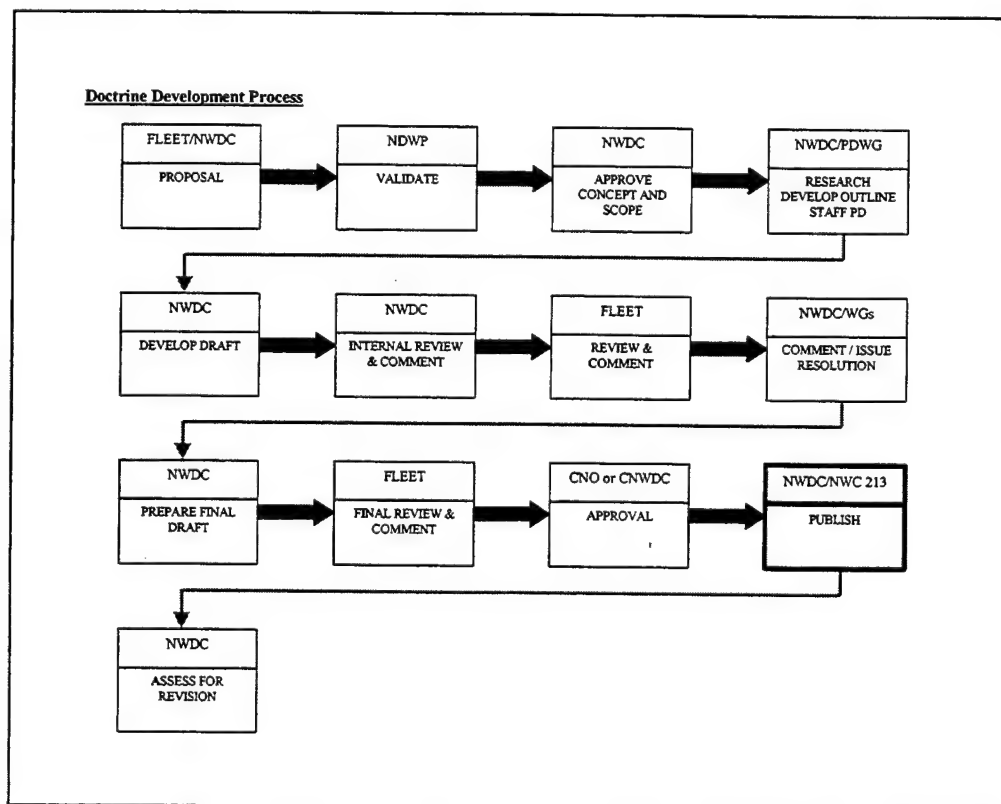 Doctrine Development Process
FLEET/NWDC
PROPOSAL
NDWP
VALIDATE
NWDC
APPROVE
CONCEPT AND
SCOPE
NWDC/PDWG
RESEARCH
DEVELOP OUTLINE
STAFF PD
NWDC
DEVELOP DRAFT
NWDC
INTERNAL REVIEW
& COMMENT
FLEET
REVIEW &
COMMENT
NWDC/WGs
COMMENT / ISSUE
RESOLUTION
NWDC
PREPARE FINAL
DRAFT
FLEET
FINAL REVIEW &
COMMENT
CNO or CNWDC
APPROVAL
NWDC/NWC 213
PUBLISH
NWDC
ASSESS FOR
REVISION